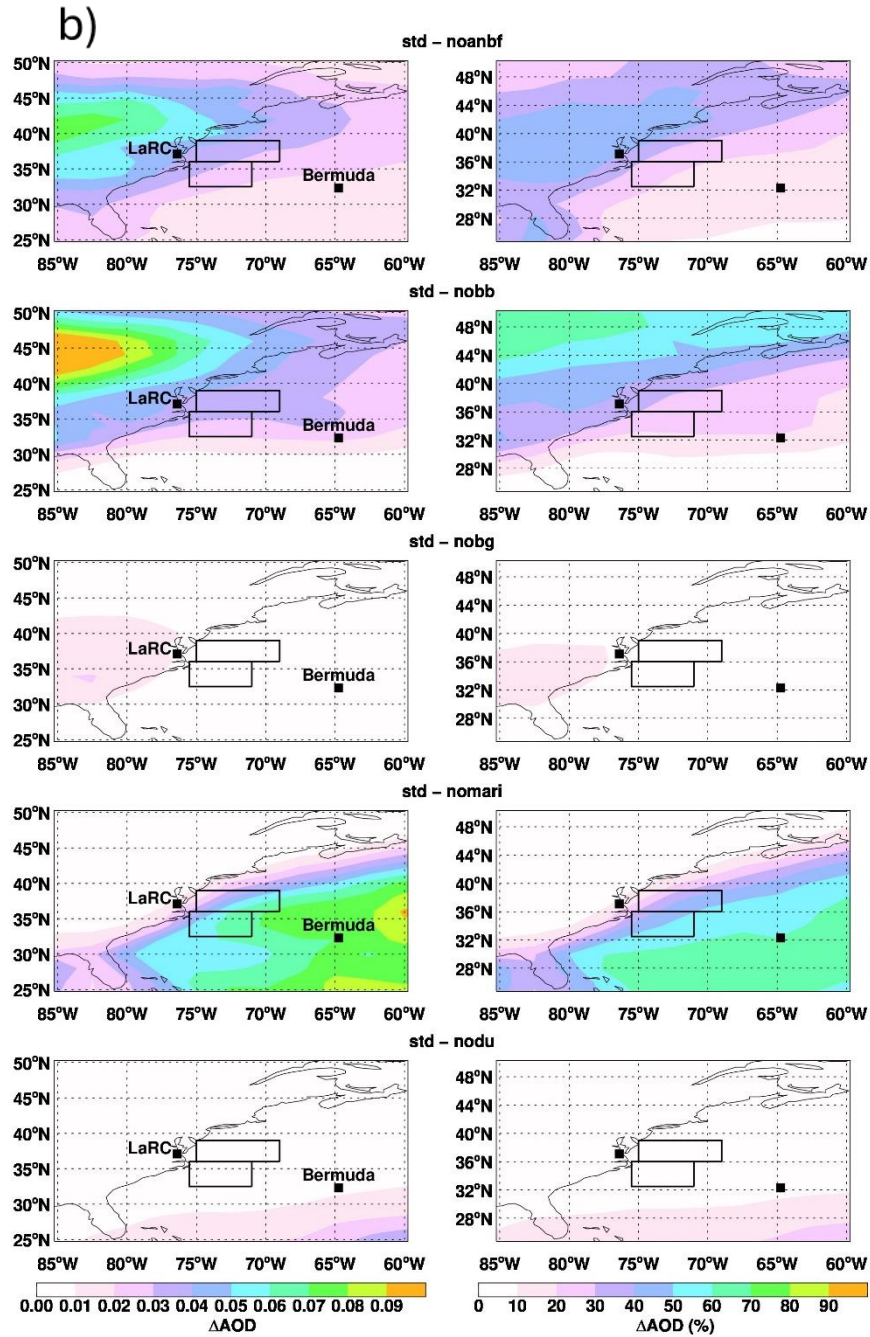 b)
std − noanbf
50°N
45°N
40°N
35°N
30°N
25°N
LaRC
Bermuda
85°W 80°W 75°W 70°W 65°W 60°W
48°N
44°N
40°N
36°N
32°N
28°N
85°W 80°W 75°W 70°W 65°W 60°W
std − nobb
50°N
45°N
40°N
35°N
30°N
25°N
LaRC
Bermuda
85°W 80°W 75°W 70°W 65°W 60°W
48°N
44°N
40°N
36°N
32°N
28°N
85°W 80°W 75°W 70°W 65°W 60°W
std − nobg
50°N
45°N
40°N
35°N
30°N
25°N
LaRC
Bermuda
85°W 80°W 75°W 70°W 65°W 60°W
48°N
44°N
40°N
36°N
32°N
28°N
85°W 80°W 75°W 70°W 65°W 60°W
std − nomari
50°N
45°N
40°N
35°N
30°N
25°N
LaRC
Bermuda
85°W 80°W 75°W 70°W 65°W 60°W
48°N
44°N
40°N
36°N
32°N
28°N
85°W 80°W 75°W 70°W 65°W 60°W
std − nodu
50°N
45°N
40°N
35°N
30°N
25°N
LaRC
Bermuda
85°W 80°W 75°W 70°W 65°W 60°W
48°N
44°N
40°N
36°N
32°N
28°N
85°W 80°W 75°W 70°W 65°W 60°W
0.00 0.01 0.02 0.03 0.04 0.05 0.06 0.07 0.08 0.09
ΔAOD
0 10 20 30 40 50 60 70 80 90
ΔAOD (%)